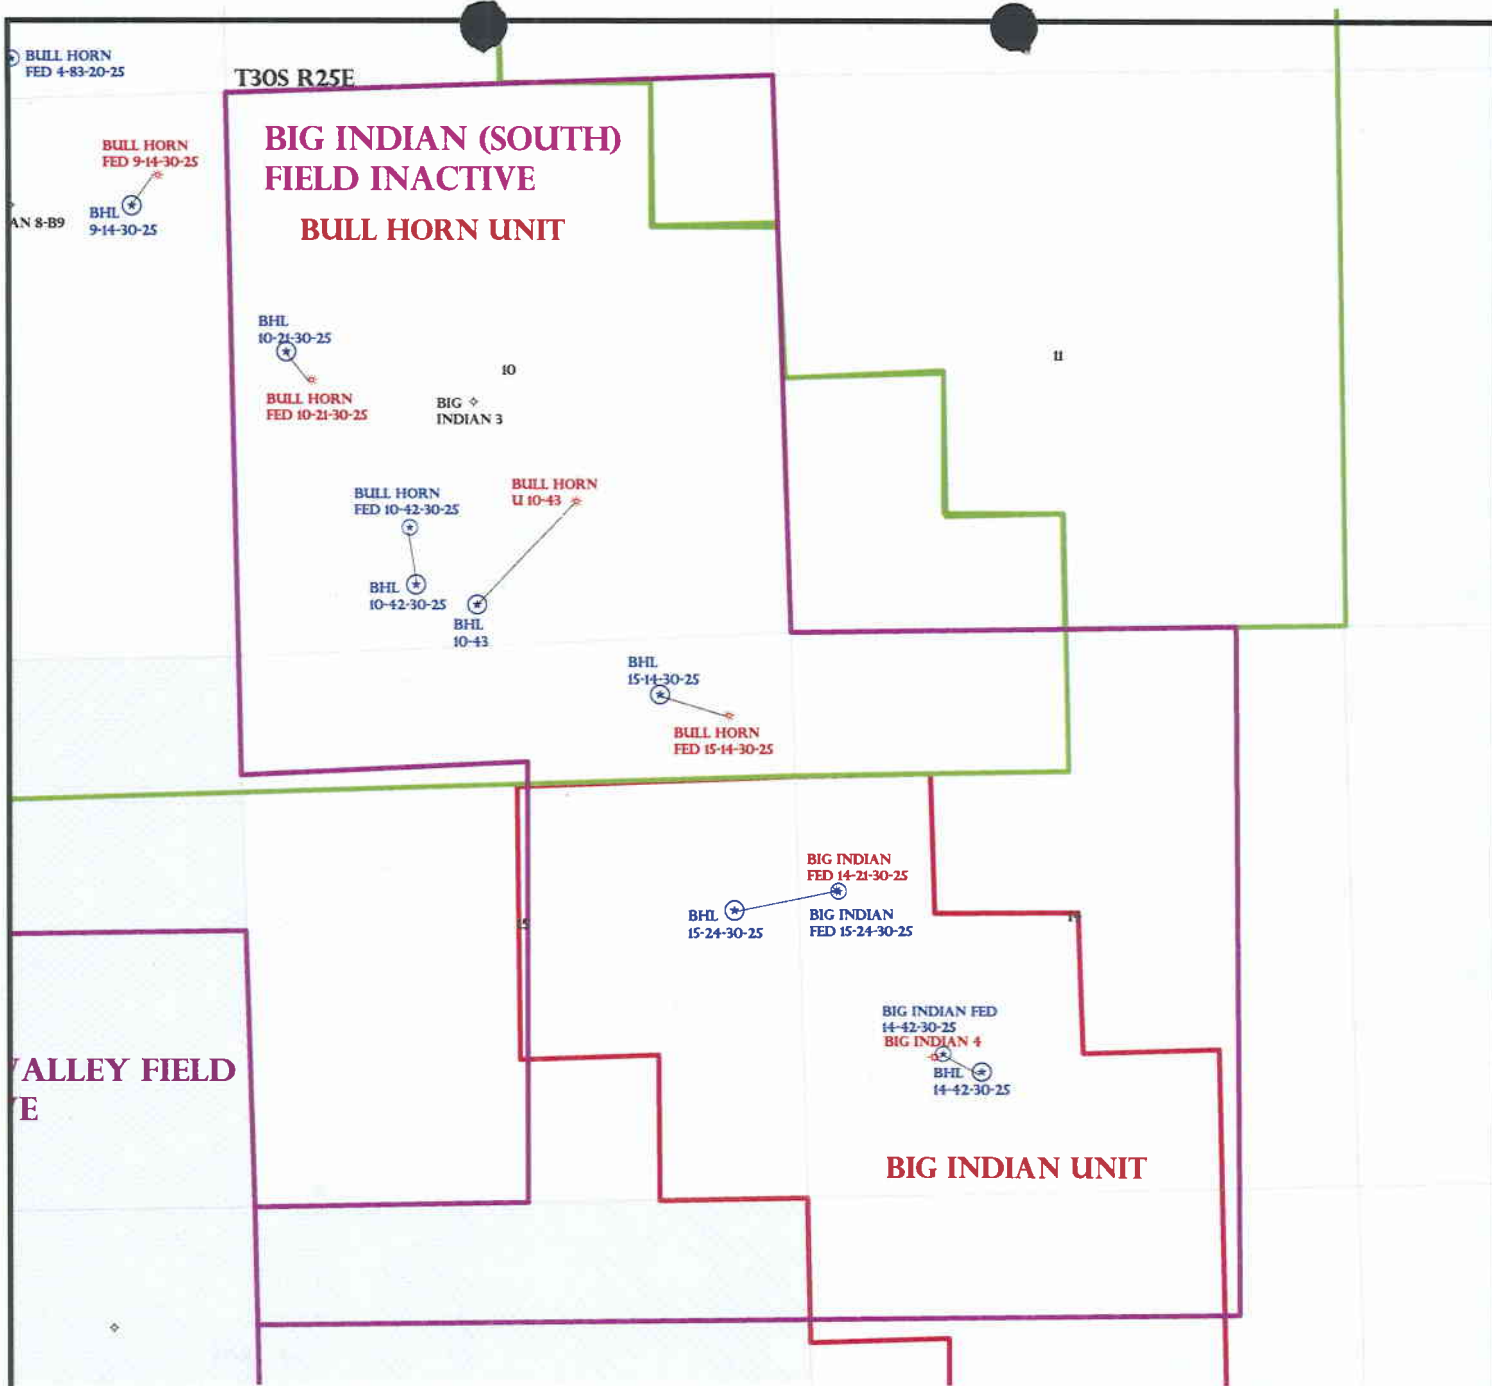 BULL HORN
FED 4-83-20-25
T30S R25E
BIG INDIAN (SOUTH)
FIELD INACTIVE
BULL HORN UNIT
BULL HORN
FED 9-14-30-25
BHL
9-14-30-25
AN 8-B9
BHL
10-21-30-25
BULL HORN
FED 10-21-30-25
10
11
BIG
INDIAN 3
BULL HORN
FED 10-42-30-25
BULL HORN
U 10-43
BHL
10-42-30-25
BHL
10-43
BHL
15-14-30-25
BULL HORN
FED 15-14-30-25
BIG INDIAN
FED 14-21-30-25
BHL
15-24-30-25
BIG INDIAN
FED 15-24-30-25
15
14
BIG INDIAN FED
14-42-30-25
BIG INDIAN 4
BHL
14-42-30-25
VALLEY FIELD
VE
BIG INDIAN UNIT